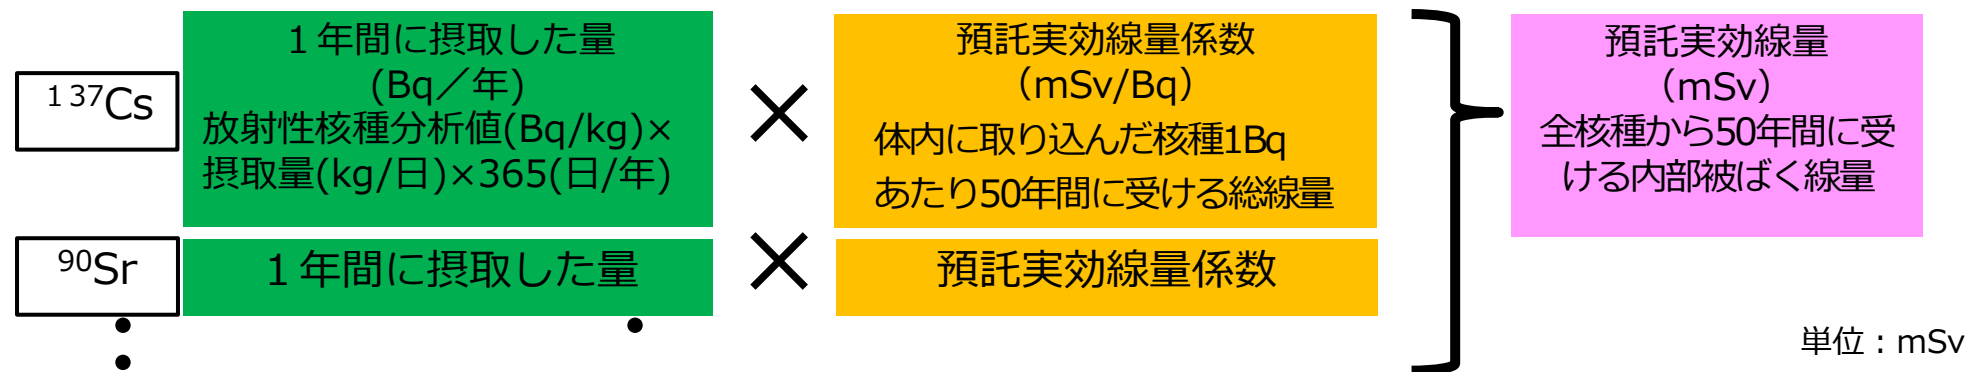 ¹³⁷Cs
１年間に摂取した量
(Bq／年)
放射性核種分析値(Bq/kg)×
摂取量(kg/日)×365(日/年)
×
預託実効線量係数
（mSv/Bq）
体内に取り込んだ核種1Bq
あたり50年間に受ける総線量
預託実効線量
（mSv）
全核種から50年間に受
ける内部被ばく線量
⁹⁰Sr
１年間に摂取した量
×
預託実効線量係数
単位：mSv